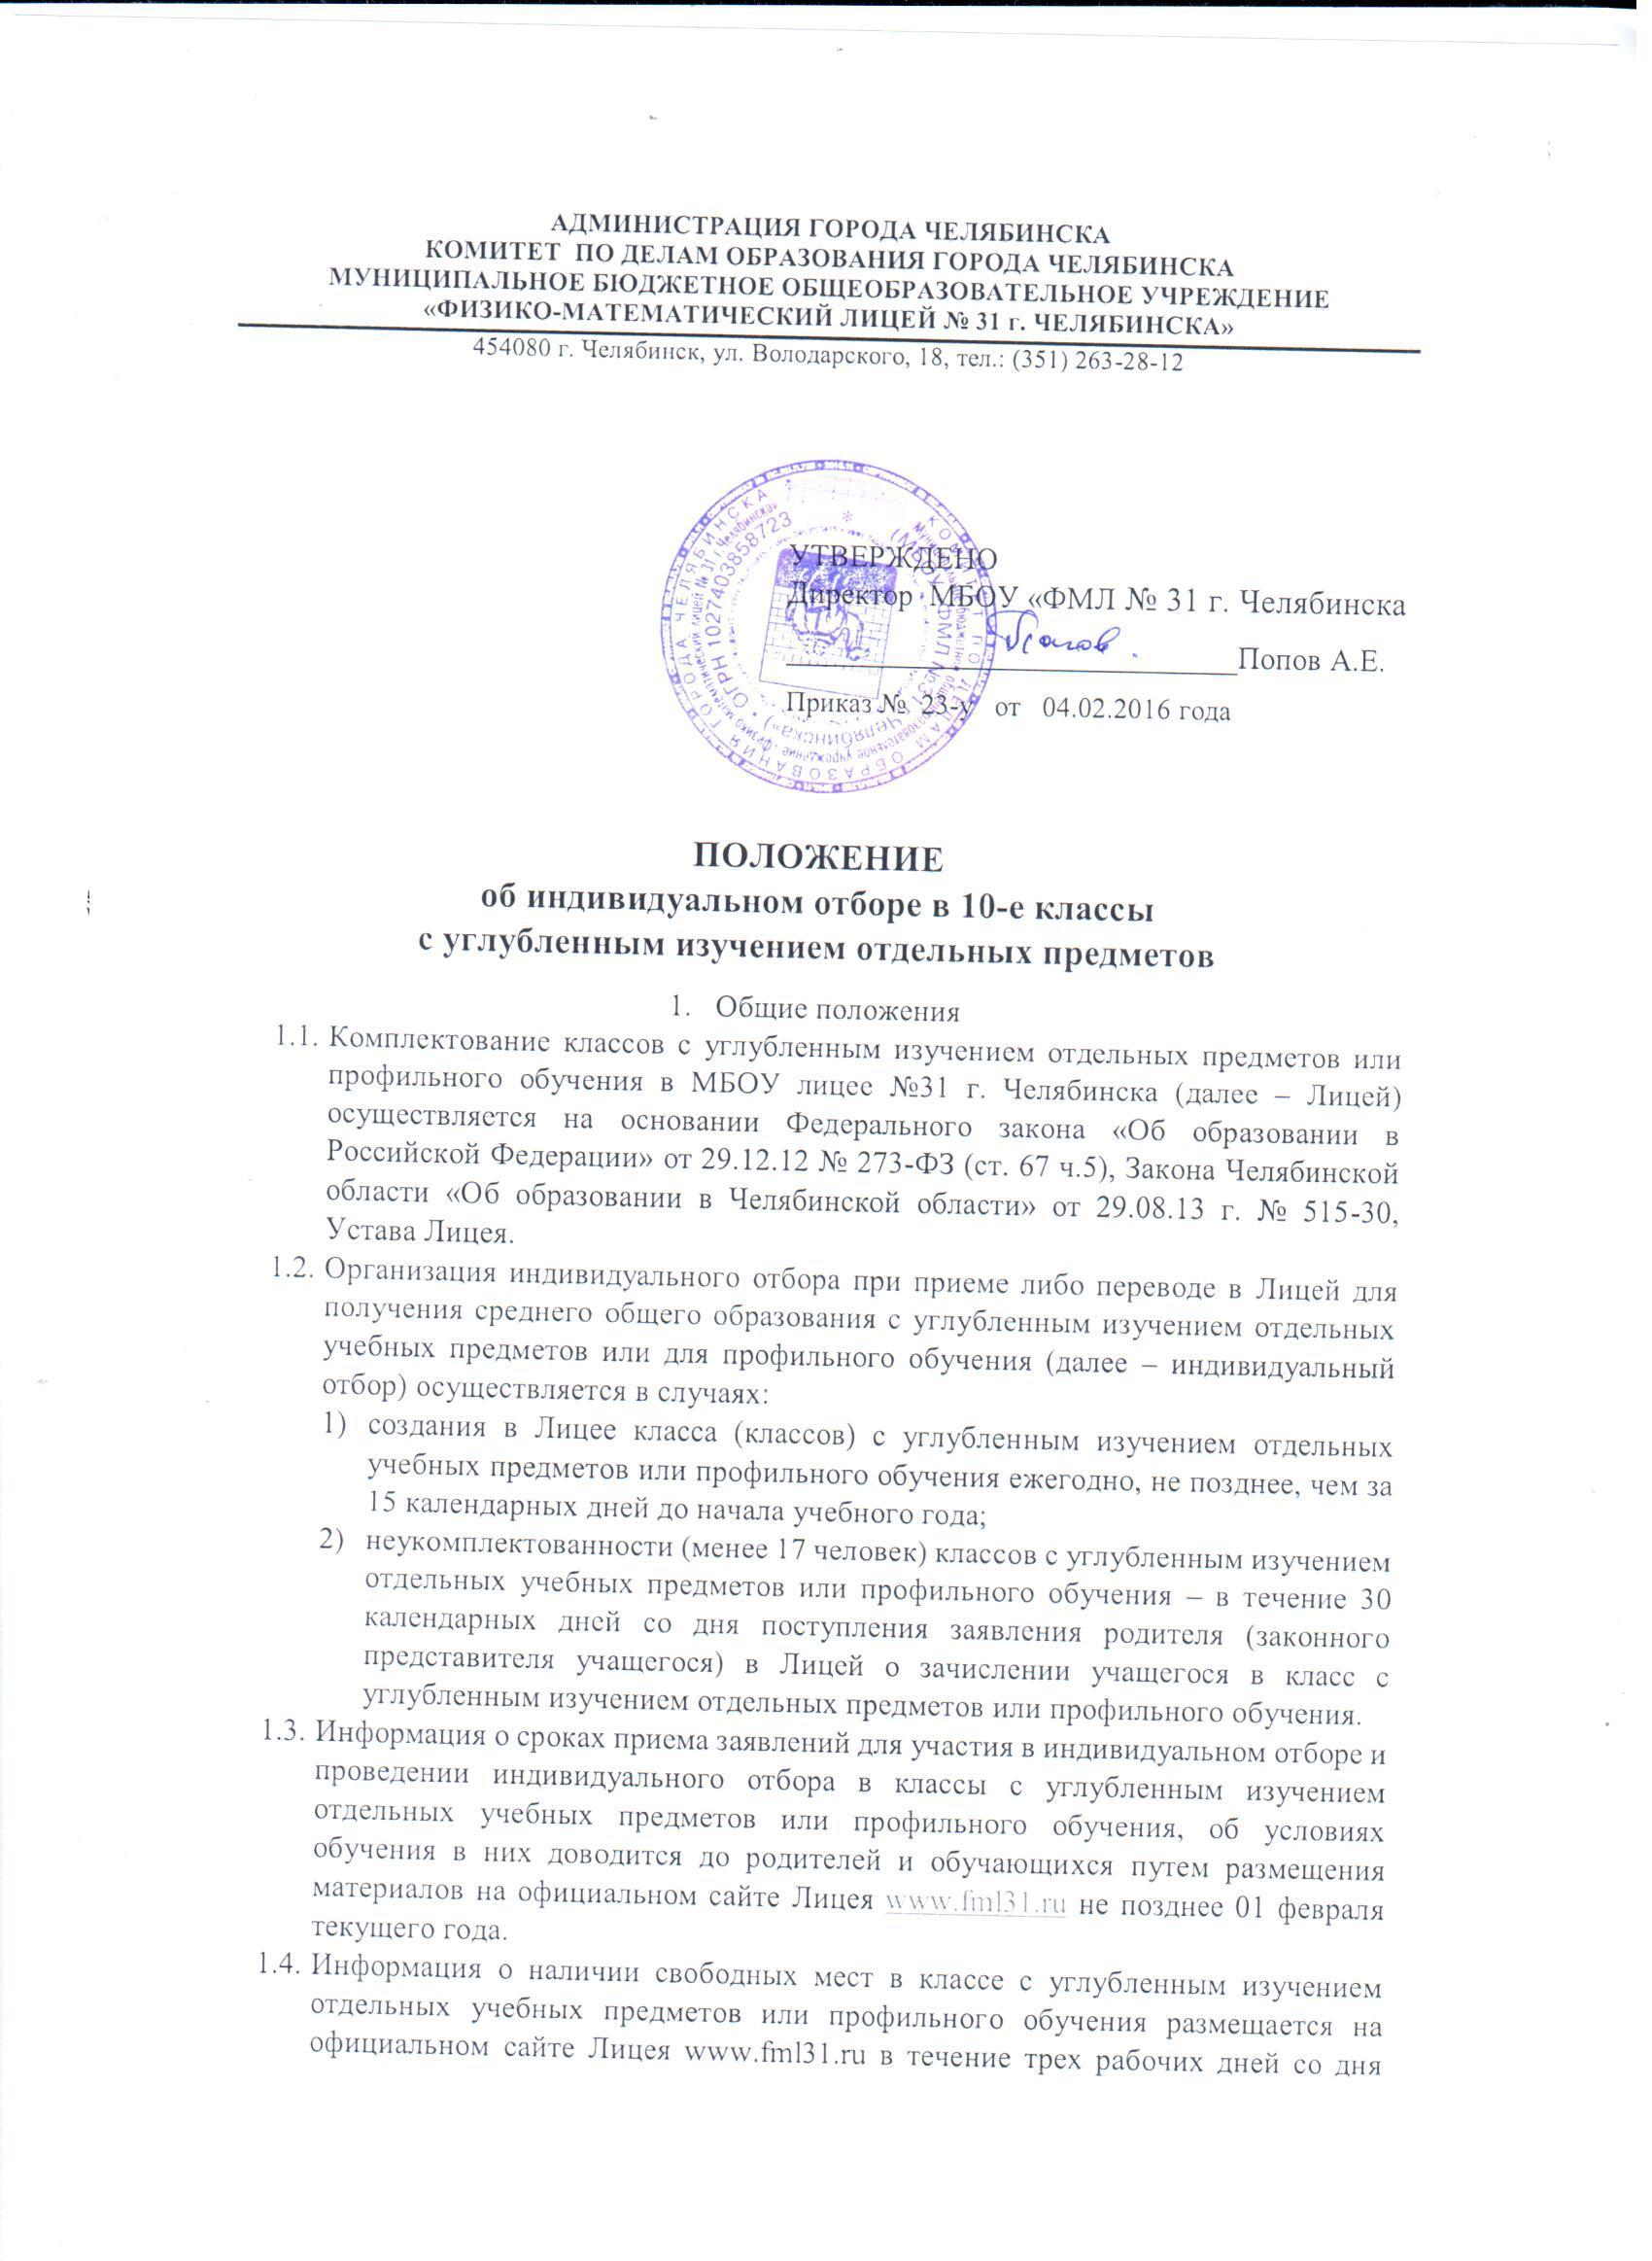 АДМИНИСТРАЦИЯ ГОРОДА ЧЕЛЯБИНСКА
КОМИТЕТ ПО ДЕЛАМ ОБРАЗОВАНИЯ ГОРОДА ЧЕЛЯБИНСКА
МУНИЦИПАЛЬНОЕ БЮДЖЕТНОЕ ОБЩЕОБРАЗОВАТЕЛЬНОЕ УЧРЕЖДЕНИЕ
«ФИЗИКО-МАТЕМАТИЧЕСКИЙ ЛИЦЕЙ № 31 г. ЧЕЛЯБИНСКА»
454080 г. Челябинск, ул. Володарского, 18, тел.: (351) 263-28-12
КОМИТЕТ ПО ДЕЛАМ ОБРАЗОВАНИЯ ГОРОДА ЧЕЛЯБИНСКА
ОГРН 1027403858723
УТВЕРЖДЕНО
Директор МБОУ «ФМЛ № 31 г. Челябинска
Попов
Попов А.Е.
Приказ № 23-у от 04.02.2016 года
ПОЛОЖЕНИЕ
об индивидуальном отборе в 10-е классы
с углубленным изучением отдельных предметов
1. Общие положения
1.1. Комплектование классов с углубленным изучением отдельных предметов или
профильного обучения в МБОУ лицее №31 г. Челябинска (далее – Лицей)
осуществляется на основании Федерального закона «Об образовании в
Российской Федерации» от 29.12.12 № 273-ФЗ (ст. 67 ч.5), Закона Челябинской
области «Об образовании в Челябинской области» от 29.08.13 г. № 515-30,
Устава Лицея.
1.2. Организация индивидуального отбора при приеме либо переводе в Лицей для
получения среднего общего образования с углубленным изучением отдельных
учебных предметов или для профильного обучения (далее – индивидуальный
отбор) осуществляется в случаях:
1) создания в Лицее класса (классов) с углубленным изучением отдельных
учебных предметов или профильного обучения ежегодно, не позднее, чем за
15 календарных дней до начала учебного года;
2) неукомплектованности (менее 17 человек) классов с углубленным изучением
отдельных учебных предметов или профильного обучения – в течение 30
календарных дней со дня поступления заявления родителя (законного
представителя учащегося) в Лицей о зачислении учащегося в класс с
углубленным изучением отдельных предметов или профильного обучения.
1.3. Информация о сроках приема заявлений для участия в индивидуальном отборе и
проведении индивидуального отбора в классы с углубленным изучением
отдельных учебных предметов или профильного обучения, об условиях
обучения в них доводится до родителей и обучающихся путем размещения
материалов на официальном сайте Лицея www.fml31.ru не позднее 01 февраля
текущего года.
1.4. Информация о наличии свободных мест в классе с углубленным изучением
отдельных учебных предметов или профильного обучения размещается на
официальном сайте Лицея www.fml31.ru в течение трех рабочих дней со дня